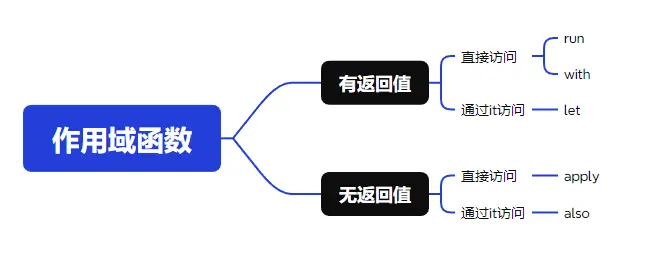 作用域函数
有返回值
直接访问
run
with
通过it访问
let
无返回值
直接访问
apply
通过it访问
also